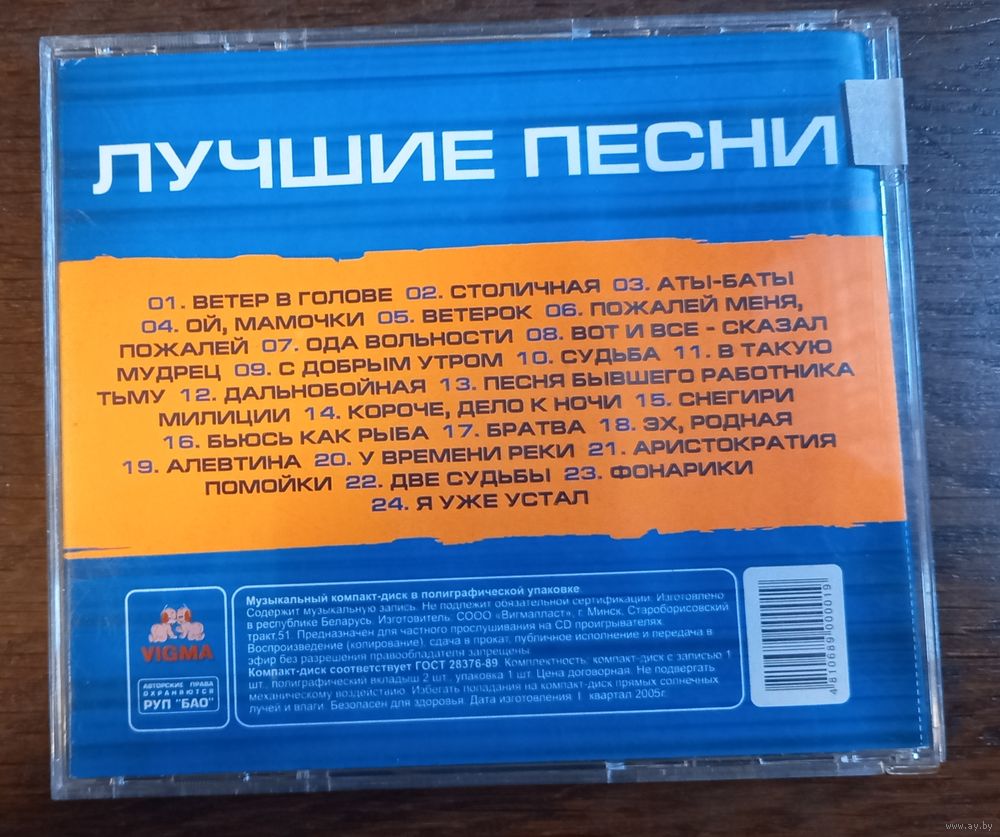 ЛУЧШИЕ ПЕСНИ
01. ВЕТЕР В ГОЛОВЕ 02. СТОЛИЧНАЯ 03. АТЫ-БАТЫ
04. ОЙ, МАМОЧКИ 05. ВЕТЕРОК 06. ПОЖАЛЕЙ МЕНЯ,
ПОЖАЛЕЙ 07. ОДА ВОЛЬНОСТИ 08. ВОТ И ВСЕ - СКАЗАЛ
МУДРЕЦ 09. С ДОБРЫМ УТРОМ 10. СУДЬБА 11. В ТАКУЮ
ТЬМУ 12. ДАЛЬНОБОЙНАЯ 13. ПЕСНЯ БЫВШЕГО РАБОТНИКА
МИЛИЦИИ 14. КОРОЧЕ, ДЕЛО К НОЧИ 15. СНЕГИРИ
16. БЬЮСЬ КАК РЫБА 17. БРАТВА 18. ЭХ, РОДНАЯ
19. АЛЕВТИНА 20. У ВРЕМЕНИ РЕКИ 21. АРИСТОКРАТИЯ
ПОМОЙКИ 22. ДВЕ СУДЬБЫ 23. ФОНАРИКИ
24. Я УЖЕ УСТАЛ
VIGMA
АВТОРСКИЕ ПРАВА
ОХРАНЯЮТСЯ
РУП "БАО"
Музыкальный компакт-диск в полиграфической упаковке
Содержит музыкальную запись. Не подлежит обязательной сертификации. Изготовлено
в республике Беларусь. Изготовитель. СООО «Вигмапласт». г. Минск, Староборисовский
тракт.51. Предназначен для частного прослушивания на CD проигрывателях.
Воспроизведение (копирование). сдача в прокат, публичное исполнение и передача в
эфир без разрешения правообладателя запрещены.
Компакт-диск соответствует ГОСТ 28376-89. Комплектность: компакт-диск с записью 1
шт., полиграфический вкладыш 2 шт., упаковка 1 шт. Цена договорная. Не подвергать
механическому воздействию. Избегать попадания на компакт-диск прямых солнечных
лучей и влаги. Безопасен для здоровья. Дата изготовления I квартал 2005г.
4 810689 000019
www.ay.by